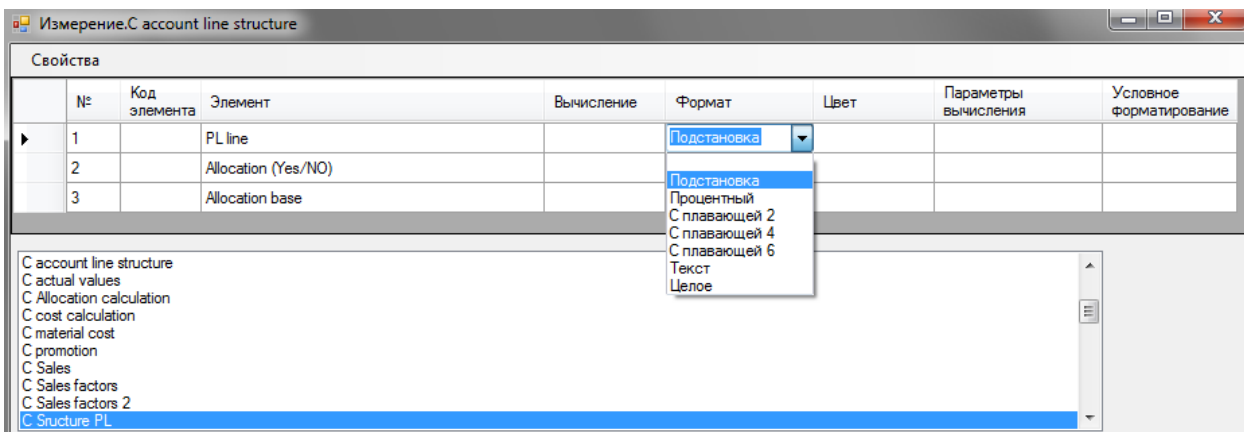 Измерение.C account line structure
Свойства
№ Код элемента Элемент Вычисление Формат Цвет Параметры вычисления Условное форматирование
1 PL line Подстановка
2 Allocation (Yes/NO)
3 Allocation base
Подстановка
Процентный
С плавающей 2
С плавающей 4
С плавающей 6
Текст
Целое
C account line structure
C actual values
C Allocation calculation
C cost calculation
C material cost
C promotion
C Sales
C Sales factors
C Sales factors 2
C Sructure PL